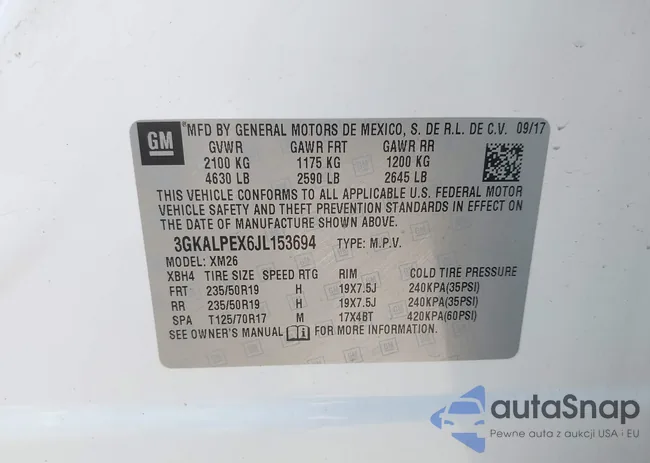 GM
®MFD BY GENERAL MOTORS DE MEXICO, S. DE R.L. DE C.V. 09/17
GVWR GAWR FRT GAWR RR
2100 KG 1175 KG 1200 KG
4630 LB 2590 LB 2645 LB
THIS VEHICLE CONFORMS TO ALL APPLICABLE U.S. FEDERAL MOTOR
VEHICLE SAFETY AND THEFT PREVENTION STANDARDS IN EFFECT ON
THE DATE OF MANUFACTURE SHOWN ABOVE.
3GKALPEX6JL153694 TYPE: M.P.V.
MODEL: XM26
XBH4 TIRE SIZE SPEED RTG RIM COLD TIRE PRESSURE
FRT 235/50R19 H 19X7.5J 240KPA(35PSI)
RR 235/50R19 H 19X7.5J 240KPA(35PSI)
SPA T125/70R17 M 17X4BT 420KPA(60PSI)
SEE OWNER'S MANUAL FOR MORE INFORMATION.
autoSnap
Pewne auta z aukcji USA i EU